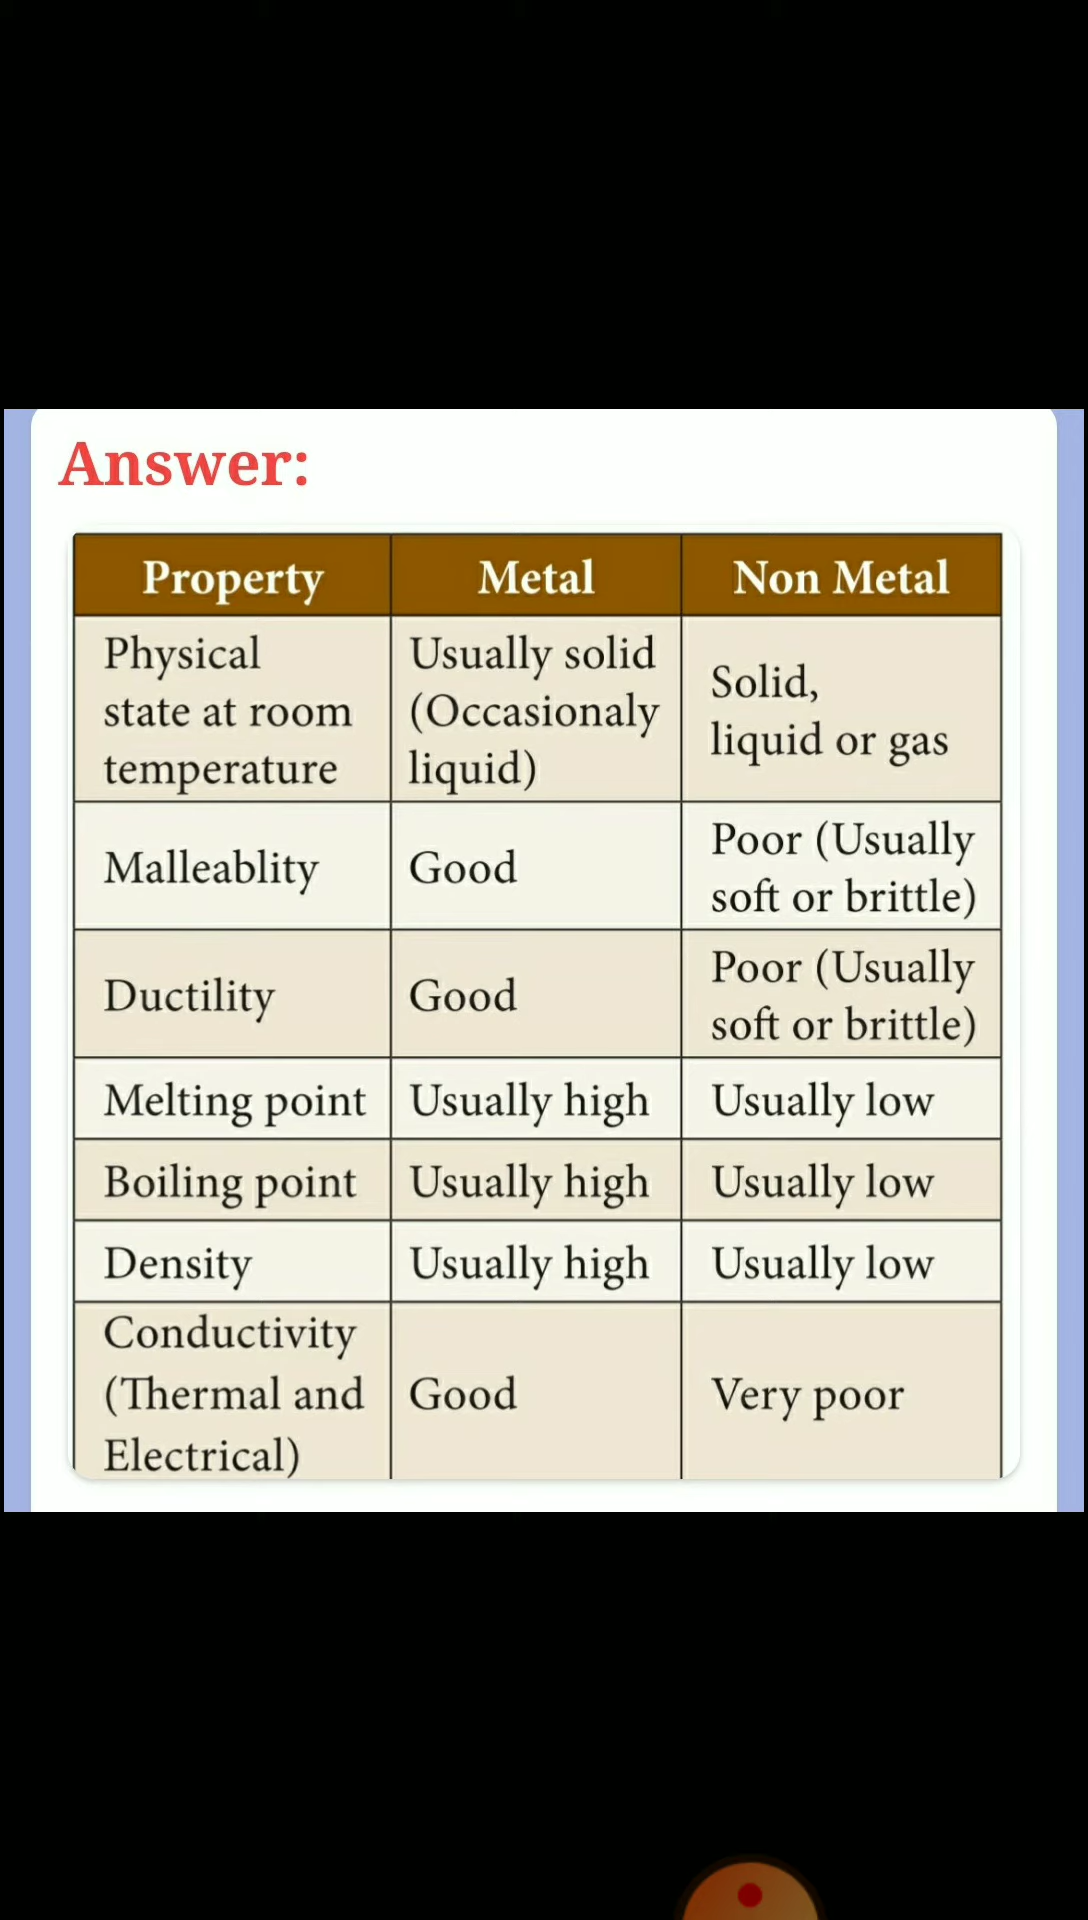 Answer:
Property Metal Non Metal
Physical
state at room
temperature
Usually solid
(Occasionaly
liquid)
Solid,
liquid or gas
Malleablity
Good
Poor (Usually
soft or brittle)
Ductility
Good
Poor (Usually
soft or brittle)
Melting point Usually high Usually low
Boiling point Usually high Usually low
Density Usually high Usually low
Conductivity
(Thermal and
Electrical)
Good
Very poor